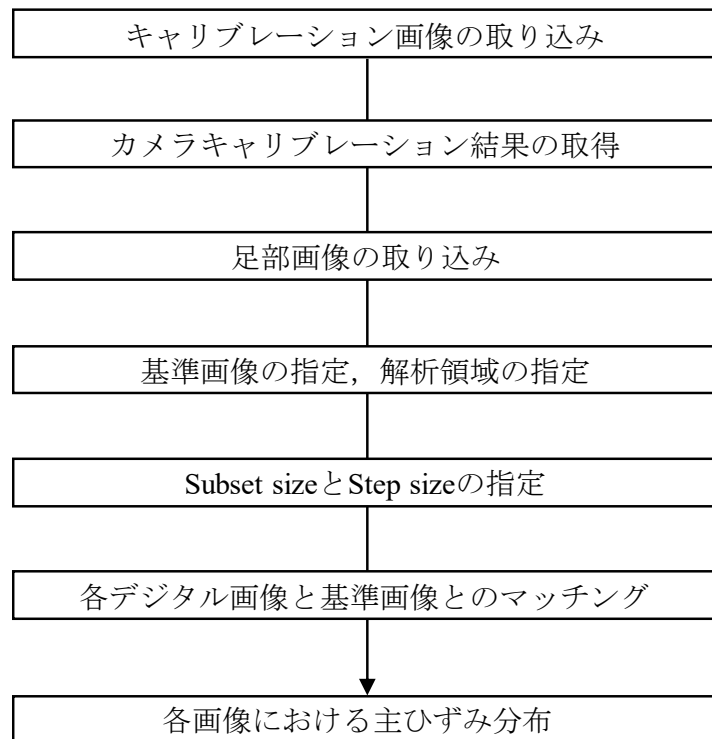 キャリブレーション画像の取り込み
カメラキャリブレーション結果の取得
足部画像の取り込み
基準画像の指定，解析領域の指定
Subset sizeとStep sizeの指定
各デジタル画像と基準画像とのマッチング
各画像における主ひずみ分布